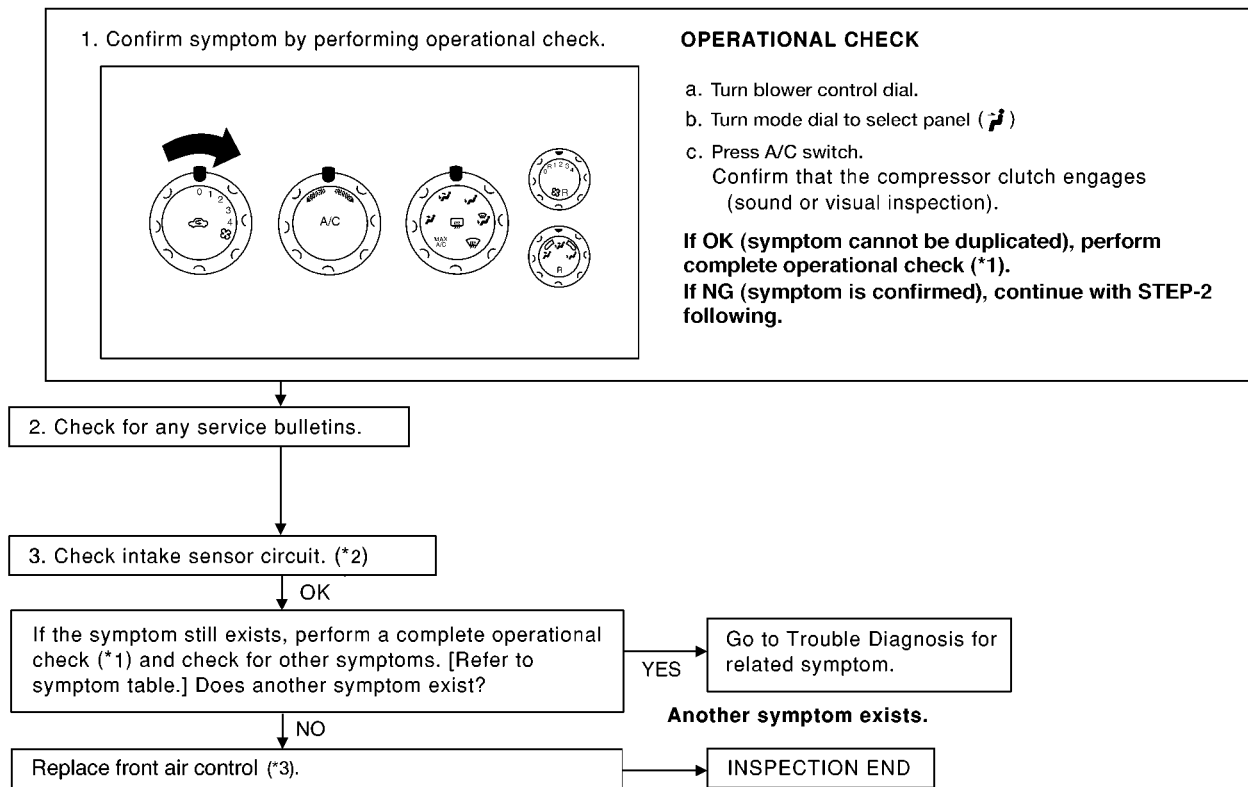 1. Confirm symptom by performing operational check.
0 1 2 3 4
A/C
MAX
A/C
0 R 1 2 3 4
R
R
OPERATIONAL CHECK
a. Turn blower control dial.
b. Turn mode dial to select panel ( )
c. Press A/C switch.
Confirm that the compressor clutch engages
(sound or visual inspection).
If OK (symptom cannot be duplicated), perform
complete operational check (*1).
If NG (symptom is confirmed), continue with STEP-2
following.
2. Check for any service bulletins.
3. Check intake sensor circuit. (*2)
OK
If the symptom still exists, perform a complete operational
check (*1) and check for other symptoms. [Refer to
symptom table.] Does another symptom exist?
YES
Go to Trouble Diagnosis for
related symptom.
Another symptom exists.
NO
Replace front air control (*3).
INSPECTION END